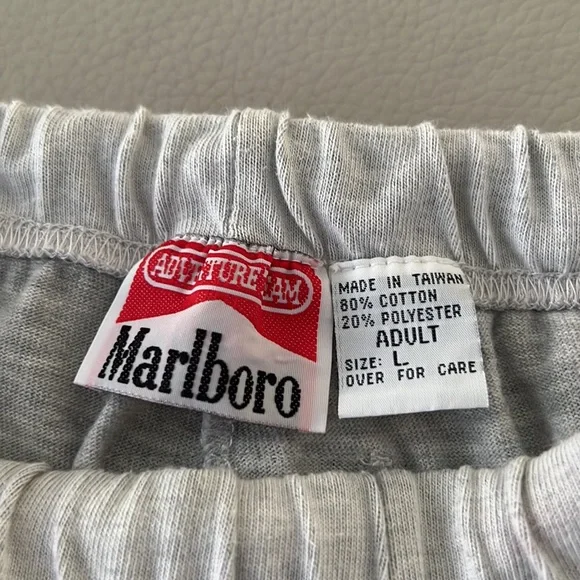 ADVENTURE TEAM
Marlboro
MADE IN TAIWAN
80% COTTON
20% POLYESTER
ADULT
SIZE: L
OVER FOR CARE